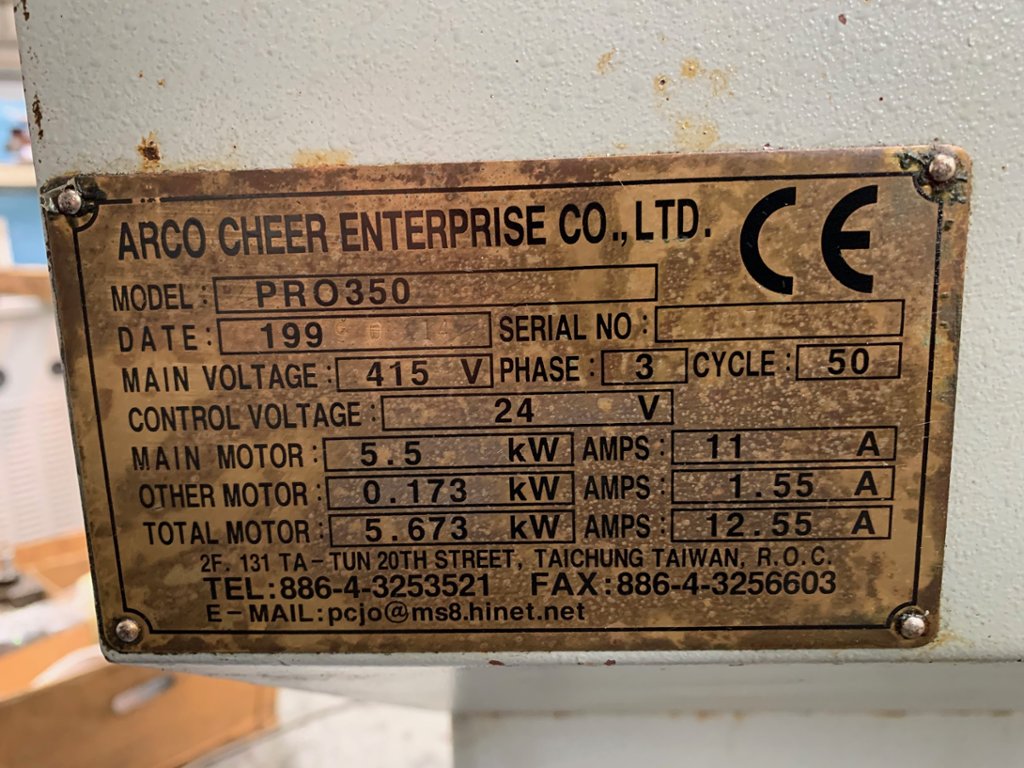 ARCO CHEER ENTERPRISE CO., LTD. CE
MODEL : PRO350
DATE : 199 SERIAL NO :
MAIN VOLTAGE : 415 V PHASE : 3 CYCLE : 50
CONTROL VOLTAGE : 24 V
MAIN MOTOR : 5.5 kW AMPS : 11 A
OTHER MOTOR : 0.173 kW AMPS : 1.55 A
TOTAL MOTOR : 5.673 kW AMPS : 12.55 A
2F. 131 TA-TUN 20TH STREET, TAICHUNG TAIWAN, R.O.C.
TEL:886-4-3253521 FAX:886-4-3256603
E-MAIL:pcjo@ms8.hinet.net